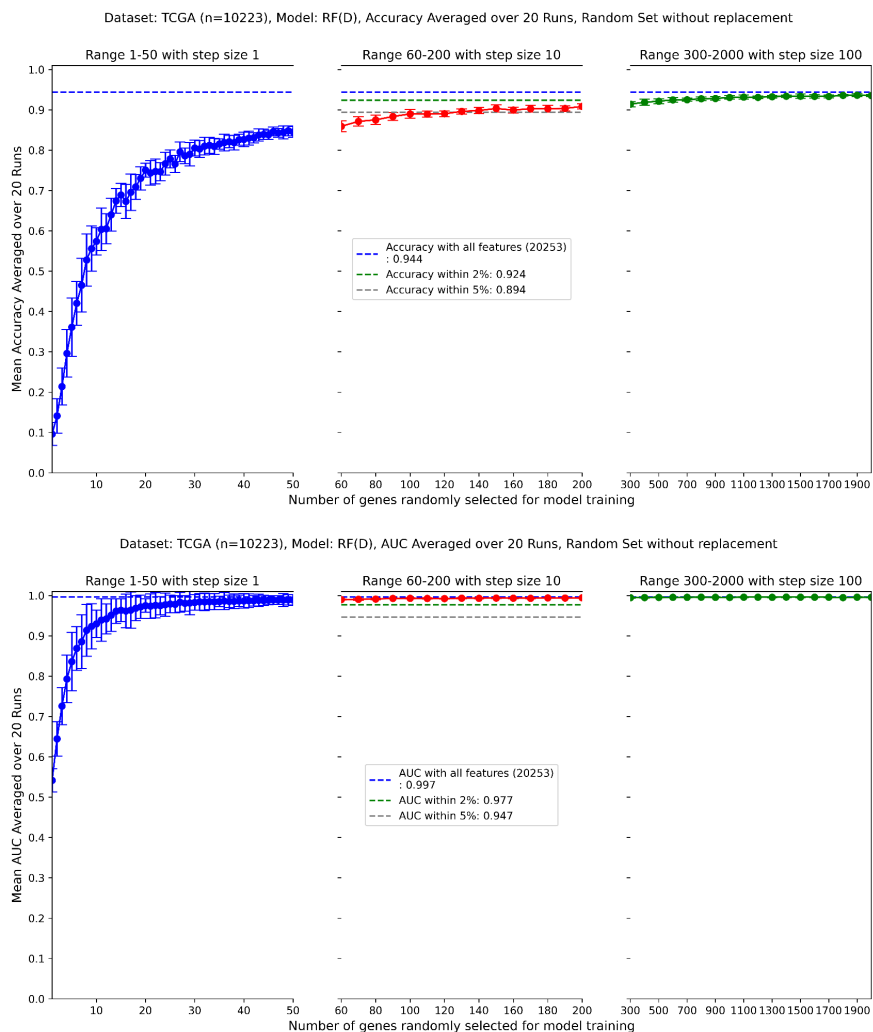 Dataset: TCGA (n=10223), Model: RF(D), Accuracy Averaged over 20 Runs, Random Set without replacement
Range 1-50 with step size 1
Range 60-200 with step size 10
Range 300-2000 with step size 100
Mean Accuracy Averaged over 20 Runs
1.0
0.9
0.8
0.7
0.6
0.5
0.4
0.3
0.2
0.1
0.0
Accuracy with all features (20253)
: 0.944
Accuracy within 2%: 0.924
Accuracy within 5%: 0.894
10 20 30 40 50
60 80 100 120 140 160 180 200
300 500 700 900 1100 1300 1500 1700 1900
Number of genes randomly selected for model training
Dataset: TCGA (n=10223), Model: RF(D), AUC Averaged over 20 Runs, Random Set without replacement
Range 1-50 with step size 1
Range 60-200 with step size 10
Range 300-2000 with step size 100
Mean AUC Averaged over 20 Runs
1.0
0.9
0.8
0.7
0.6
0.5
0.4
0.3
0.2
0.1
0.0
AUC with all features (20253)
: 0.997
AUC within 2%: 0.977
AUC within 5%: 0.947
10 20 30 40 50
60 80 100 120 140 160 180 200
300 500 700 900 1100 1300 1500 1700 1900
Number of genes randomly selected for model training